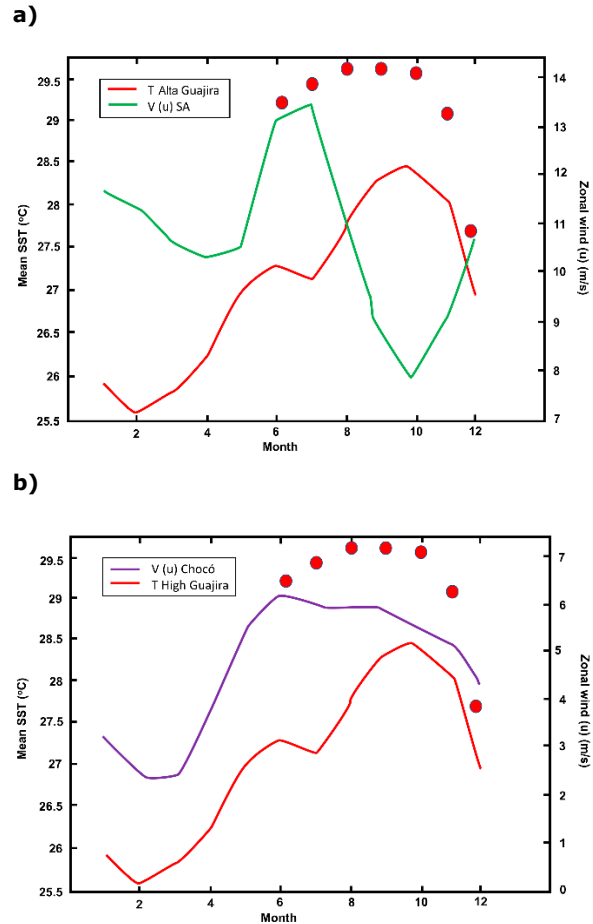 a)
29.5
29
28.5
28
27.5
27
26.5
26
25.5
Mean SST (ºC)
T Alta Guajira
V (u) SA
14
13
12
11
10
9
8
7
Zonal wind (u) (m/s)
2 4 6 8 10 12
Month
b)
29.5
29
28.5
28
27.5
27
26.5
26
25.5
Mean SST (ºC)
V (u) Chocó
T High Guajira
7
6
5
4
3
2
1
0
Zonal wind (u) (m/s)
2 4 6 8 10 12
Month